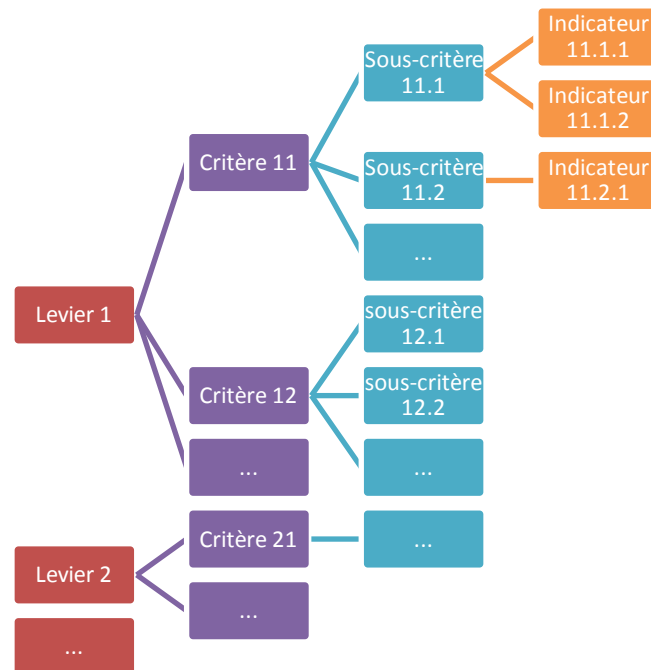 Indicateur
11.1.1
Sous-critère
11.1
Indicateur
11.1.2
Critère 11
Sous-critère
11.2
Indicateur
11.2.1
...
Levier 1
sous-critère
12.1
Critère 12
sous-critère
12.2
...
...
Critère 21
...
Levier 2
...
...